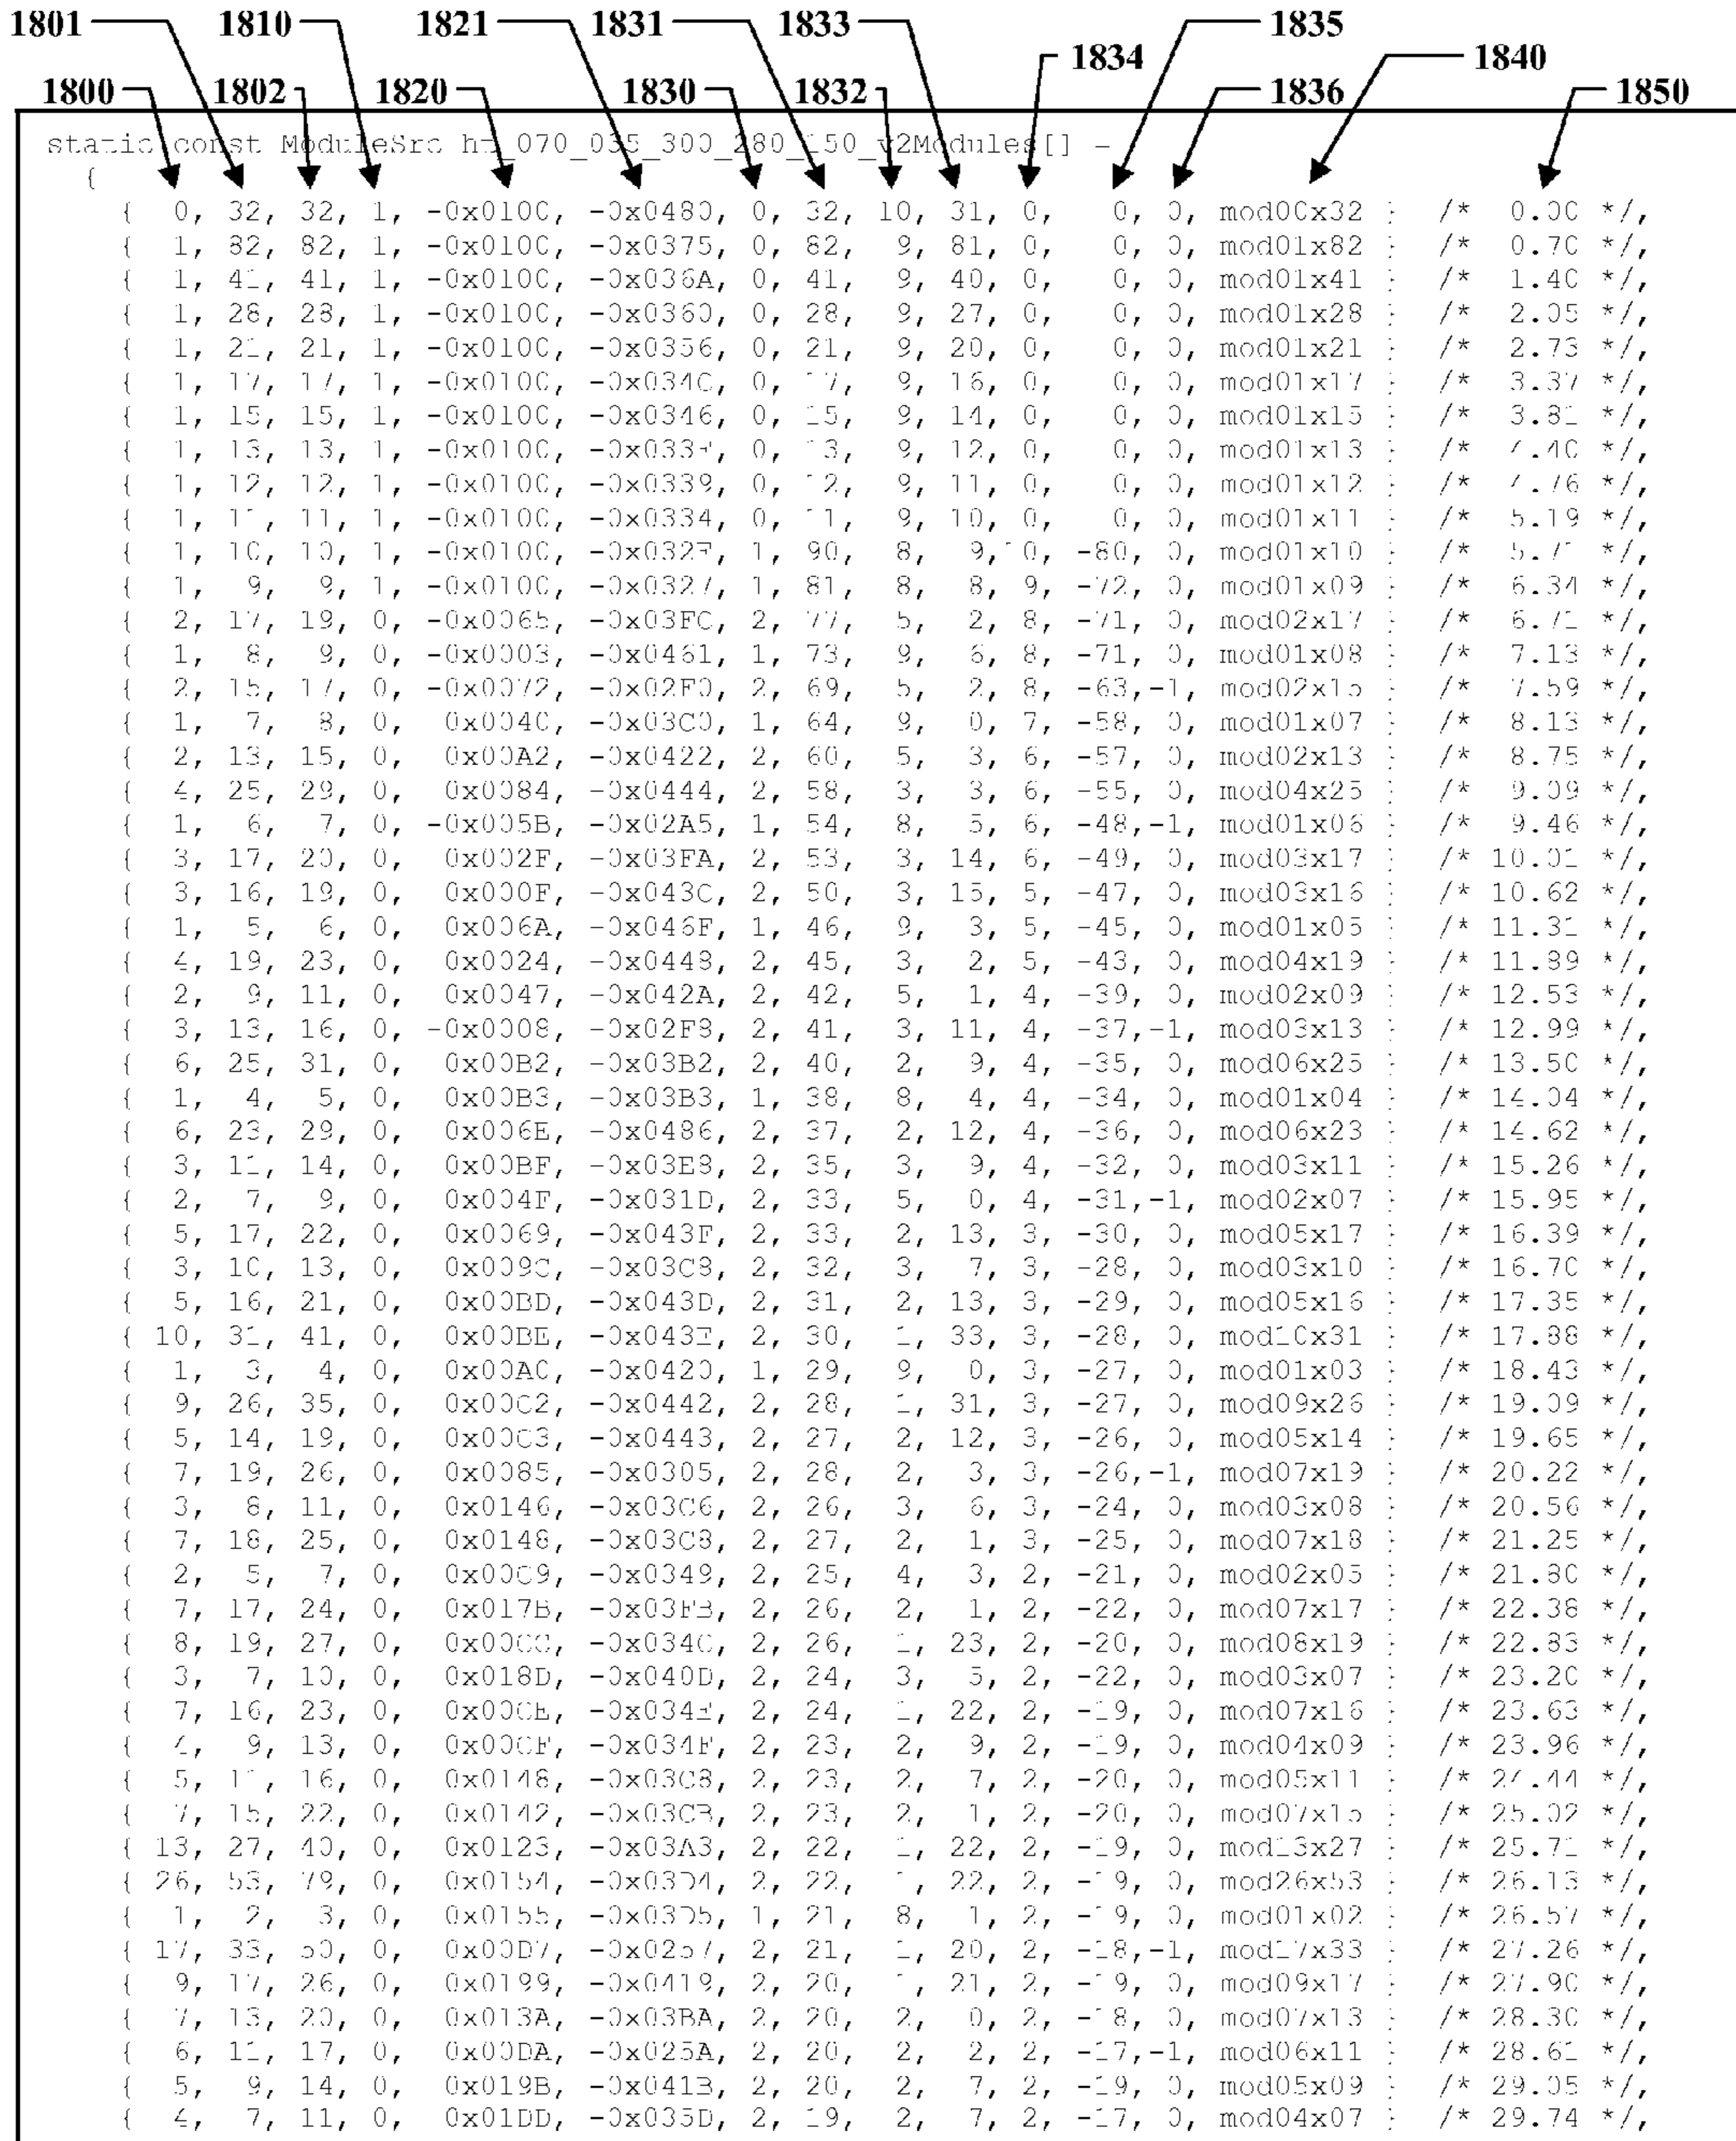 1801 1810 1821 1831 1833 1835
1834 1840
1800 1802 1820 1830 1832 1836 1850
static const ModuleSrc ht_070_035_300_280_150_v2Modules[] =
{
{ 0, 32, 32, 1, -0x0100, -0x0480, 0, 32, 10, 31, 0, 0, 0, mod00x32 } /* 0.00 */,
{ 1, 82, 82, 1, -0x0100, -0x0375, 0, 82, 9, 81, 0, 0, 0, mod01x82 } /* 0.70 */,
{ 1, 41, 41, 1, -0x0100, -0x036A, 0, 41, 9, 40, 0, 0, 0, mod01x41 } /* 1.40 */,
{ 1, 28, 28, 1, -0x0100, -0x0360, 0, 28, 9, 27, 0, 0, 0, mod01x28 } /* 2.05 */,
{ 1, 21, 21, 1, -0x0100, -0x0356, 0, 21, 9, 20, 0, 0, 0, mod01x21 } /* 2.73 */,
{ 1, 17, 17, 1, -0x0100, -0x034C, 0, 17, 9, 16, 0, 0, 0, mod01x17 } /* 3.37 */,
{ 1, 15, 15, 1, -0x0100, -0x0346, 0, 15, 9, 14, 0, 0, 0, mod01x15 } /* 3.81 */,
{ 1, 13, 13, 1, -0x0100, -0x033F, 0, 13, 9, 12, 0, 0, 0, mod01x13 } /* 4.40 */,
{ 1, 12, 12, 1, -0x0100, -0x0339, 0, 12, 9, 11, 0, 0, 0, mod01x12 } /* 4.76 */,
{ 1, 11, 11, 1, -0x0100, -0x0334, 0, 11, 9, 10, 0, 0, 0, mod01x11 } /* 5.19 */,
{ 1, 10, 10, 1, -0x0100, -0x032F, 1, 90, 8, 9,10, -80, 0, mod01x10 } /* 5.71 */,
{ 1, 9, 9, 1, -0x0100, -0x0327, 1, 81, 8, 8, 9, -72, 0, mod01x09 } /* 6.34 */,
{ 2, 17, 19, 0, -0x0065, -0x03FC, 2, 77, 5, 2, 8, -71, 0, mod02x17 } /* 6.71 */,
{ 1, 8, 9, 0, -0x0003, -0x0461, 1, 73, 9, 6, 8, -71, 0, mod01x08 } /* 7.13 */,
{ 2, 15, 17, 0, -0x0072, -0x02F0, 2, 69, 5, 2, 8, -63,-1, mod02x15 } /* 7.59 */,
{ 1, 7, 8, 0, 0x004C, -0x03C0, 1, 64, 9, 0, 7, -58, 0, mod01x07 } /* 8.13 */,
{ 2, 13, 15, 0, 0x00A2, -0x0422, 2, 60, 5, 3, 6, -57, 0, mod02x13 } /* 8.75 */,
{ 4, 25, 29, 0, 0x0084, -0x0444, 2, 58, 3, 3, 6, -55, 0, mod04x25 } /* 9.09 */,
{ 1, 6, 7, 0, -0x005B, -0x02A5, 1, 54, 8, 5, 6, -48,-1, mod01x06 } /* 9.46 */,
{ 3, 17, 20, 0, 0x002F, -0x03FA, 2, 53, 3, 14, 6, -49, 0, mod03x17 } /* 10.01 */,
{ 3, 16, 19, 0, 0x000F, -0x043C, 2, 50, 3, 15, 5, -47, 0, mod03x16 } /* 10.62 */,
{ 1, 5, 6, 0, 0x006A, -0x046F, 1, 46, 9, 3, 5, -45, 0, mod01x05 } /* 11.31 */,
{ 4, 19, 23, 0, 0x0024, -0x0448, 2, 45, 3, 2, 5, -43, 0, mod04x19 } /* 11.89 */,
{ 2, 9, 11, 0, 0x0047, -0x042A, 2, 42, 5, 1, 4, -39, 0, mod02x09 } /* 12.53 */,
{ 3, 13, 16, 0, -0x0008, -0x02F8, 2, 41, 3, 11, 4, -37,-1, mod03x13 } /* 12.99 */,
{ 6, 25, 31, 0, 0x00B2, -0x03B2, 2, 40, 2, 9, 4, -35, 0, mod06x25 } /* 13.50 */,
{ 1, 4, 5, 0, 0x00B3, -0x03B3, 1, 38, 8, 4, 4, -34, 0, mod01x04 } /* 14.04 */,
{ 6, 23, 29, 0, 0x006E, -0x0486, 2, 37, 2, 12, 4, -36, 0, mod06x23 } /* 14.62 */,
{ 3, 11, 14, 0, 0x00BF, -0x03E8, 2, 35, 3, 9, 4, -32, 0, mod03x11 } /* 15.26 */,
{ 2, 7, 9, 0, 0x004F, -0x031D, 2, 33, 5, 0, 4, -31,-1, mod02x07 } /* 15.95 */,
{ 5, 17, 22, 0, 0x0069, -0x043F, 2, 33, 2, 13, 3, -30, 0, mod05x17 } /* 16.39 */,
{ 3, 10, 13, 0, 0x009C, -0x03C8, 2, 32, 3, 7, 3, -28, 0, mod03x10 } /* 16.70 */,
{ 5, 16, 21, 0, 0x00BD, -0x043D, 2, 31, 2, 13, 3, -29, 0, mod05x16 } /* 17.35 */,
{ 10, 31, 41, 0, 0x00BE, -0x043E, 2, 30, 1, 33, 3, -28, 0, mod10x31 } /* 17.88 */,
{ 1, 3, 4, 0, 0x00A0, -0x0420, 1, 29, 9, 0, 3, -27, 0, mod01x03 } /* 18.43 */,
{ 9, 26, 35, 0, 0x00C2, -0x0442, 2, 28, 1, 31, 3, -27, 0, mod09x26 } /* 19.09 */,
{ 5, 14, 19, 0, 0x00C3, -0x0443, 2, 27, 2, 12, 3, -26, 0, mod05x14 } /* 19.65 */,
{ 7, 19, 26, 0, 0x0085, -0x0305, 2, 28, 2, 3, 3, -26,-1, mod07x19 } /* 20.22 */,
{ 3, 8, 11, 0, 0x0146, -0x03C6, 2, 26, 3, 6, 3, -24, 0, mod03x08 } /* 20.56 */,
{ 7, 18, 25, 0, 0x0148, -0x03C8, 2, 27, 2, 1, 3, -25, 0, mod07x18 } /* 21.25 */,
{ 2, 5, 7, 0, 0x00C9, -0x0349, 2, 25, 4, 3, 2, -21, 0, mod02x05 } /* 21.80 */,
{ 7, 17, 24, 0, 0x017B, -0x03FB, 2, 26, 2, 1, 2, -22, 0, mod07x17 } /* 22.38 */,
{ 8, 19, 27, 0, 0x00CC, -0x034C, 2, 26, 1, 23, 2, -20, 0, mod08x19 } /* 22.83 */,
{ 3, 7, 10, 0, 0x018D, -0x040D, 2, 24, 3, 5, 2, -22, 0, mod03x07 } /* 23.20 */,
{ 7, 16, 23, 0, 0x00CE, -0x034E, 2, 24, 1, 22, 2, -19, 0, mod07x16 } /* 23.63 */,
{ 4, 9, 13, 0, 0x00CF, -0x034F, 2, 23, 2, 9, 2, -19, 0, mod04x09 } /* 23.96 */,
{ 5, 11, 16, 0, 0x0148, -0x03C8, 2, 23, 2, 7, 2, -20, 0, mod05x11 } /* 24.44 */,
{ 7, 15, 22, 0, 0x0142, -0x03CB, 2, 23, 2, 1, 2, -20, 0, mod07x15 } /* 25.02 */,
{ 13, 27, 40, 0, 0x0123, -0x03A3, 2, 22, 1, 22, 2, -19, 0, mod13x27 } /* 25.71 */,
{ 26, 53, 79, 0, 0x0154, -0x03D4, 2, 22, 1, 22, 2, -19, 0, mod26x53 } /* 26.13 */,
{ 1, 2, 3, 0, 0x0155, -0x03D5, 1, 21, 8, 1, 2, -19, 0, mod01x02 } /* 26.57 */,
{ 17, 33, 50, 0, 0x00D7, -0x0257, 2, 21, 1, 20, 2, -18,-1, mod17x33 } /* 27.26 */,
{ 9, 17, 26, 0, 0x0199, -0x0419, 2, 20, 1, 21, 2, -19, 0, mod09x17 } /* 27.90 */,
{ 7, 13, 20, 0, 0x013A, -0x03BA, 2, 20, 2, 0, 2, -18, 0, mod07x13 } /* 28.30 */,
{ 6, 11, 17, 0, 0x00DA, -0x025A, 2, 20, 2, 2, 2, -17,-1, mod06x11 } /* 28.61 */,
{ 5, 9, 14, 0, 0x019B, -0x041B, 2, 20, 2, 7, 2, -19, 0, mod05x09 } /* 29.05 */,
{ 4, 7, 11, 0, 0x01DD, -0x035D, 2, 19, 2, 7, 2, -17, 0, mod04x07 } /* 29.74 */,